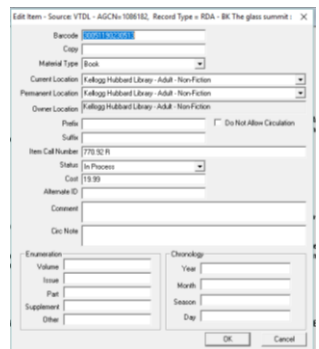 Edit Item - Source: VTDL - AGCN=1086182, Record Type = RDA - BK The glass summit :
Barcode
Copy
Material Type Book
Current Location Kellogg Hubbard Library - Adult - Non-Fiction
Permanent Location Kellogg Hubbard Library - Adult - Non-Fiction
Owner Location Kellogg Hubbard Library - Adult - Non-Fiction
Prefix Do Not Allow Circulation
Suffix
Item Call Number 770.92 R
Status In Process
Cost 19.99
Alternate ID
Comment
Circ Note
Enumeration Chronology
Volume Year
Issue Month
Part Season
Supplement Day
Other
OK Cancel